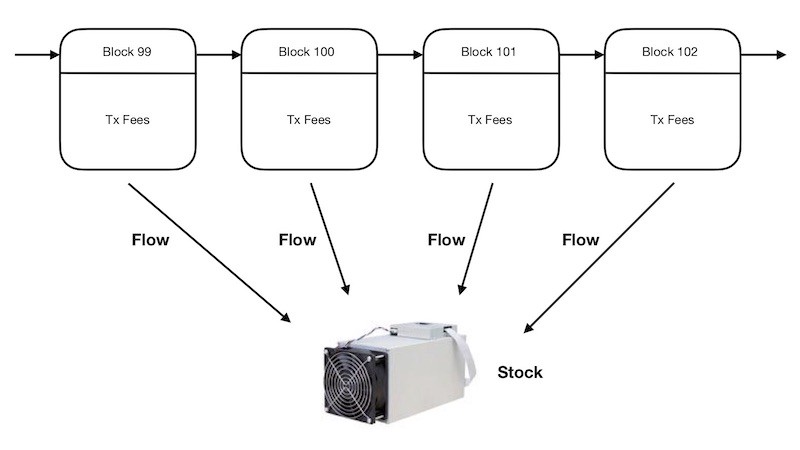 Block 99
Block 100
Block 101
Block 102
Tx Fees
Tx Fees
Tx Fees
Tx Fees
Flow
Flow
Flow
Flow
Stock